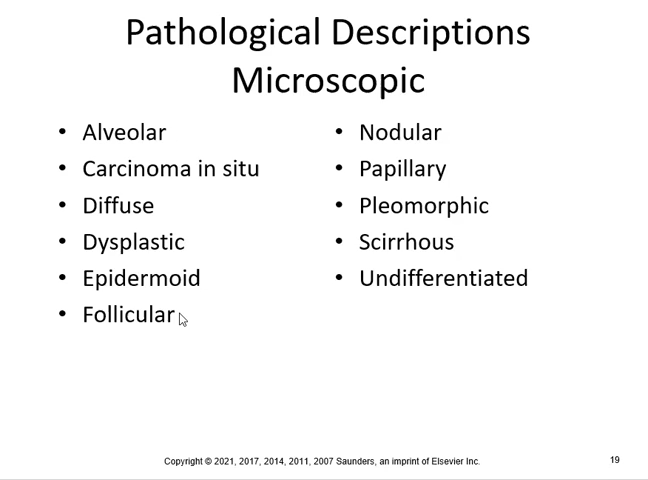 Pathological Descriptions
Microscopic
• Alveolar
• Carcinoma in situ
• Diffuse
• Dysplastic
• Epidermoid
• Follicular
• Nodular
• Papillary
• Pleomorphic
• Scirrhous
• Undifferentiated
Copyright © 2021, 2017, 2014, 2011, 2007 Saunders, an imprint of Elsevier Inc.
19